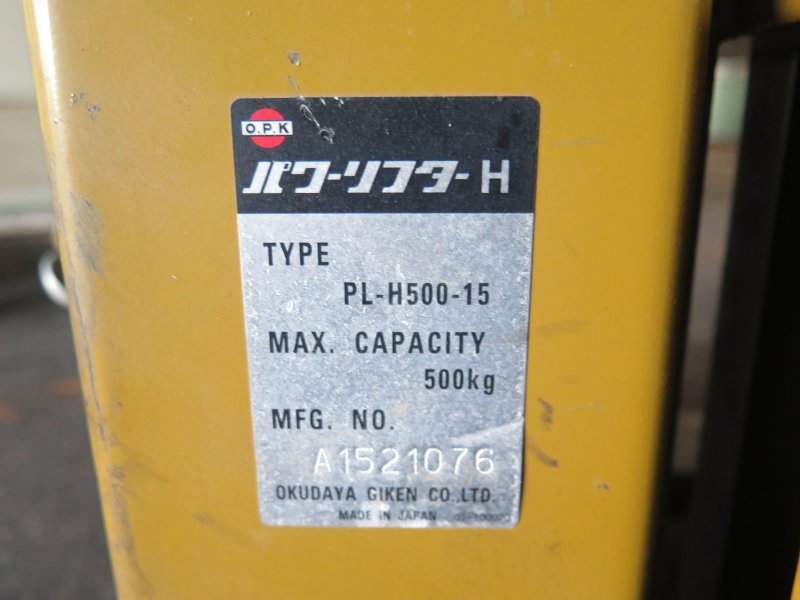 O.P.K
パワーリフターH
TYPE
PL-H500-15
MAX. CAPACITY
500kg
MFG. NO.
A1521076
OKUDAYA GIKEN CO.,LTD.
MADE IN JAPAN